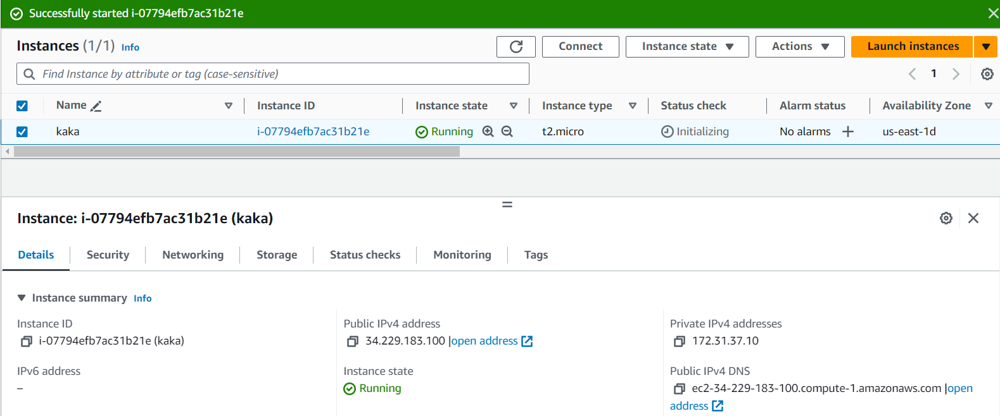 Successfully started i-07794efb7ac31b21e
Instances (1/1) Info
Connect
Instance state
Actions
Launch instances
Find Instance by attribute or tag (case-sensitive)
1
Name Instance ID Instance state Instance type Status check Alarm status Availability Zone
kaka i-07794efb7ac31b21e Running t2.micro Initializing No alarms + us-east-1d
Instance: i-07794efb7ac31b21e (kaka)
Details Security Networking Storage Status checks Monitoring Tags
Instance summary Info
Instance ID
i-07794efb7ac31b21e (kaka)
Public IPv4 address
34.229.183.100 |open address
Private IPv4 addresses
172.31.37.10
IPv6 address
–
Instance state
Running
Public IPv4 DNS
ec2-34-229-183-100.compute-1.amazonaws.com |open
address